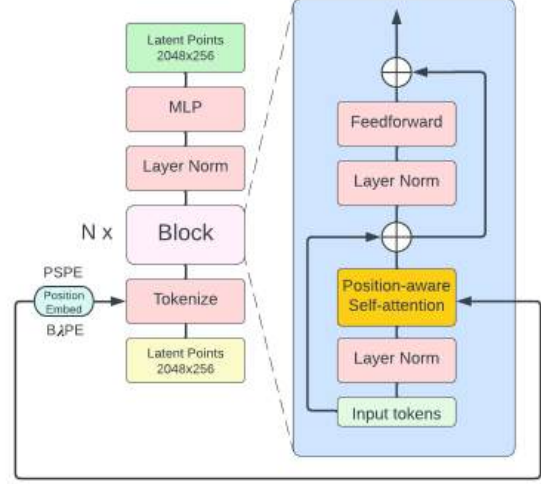 Latent Points
2048x256
MLP
Layer Norm
N x
Block
PSPE
Position
Embed
BλPE
Tokenize
Latent Points
2048x256
Feedforward
Layer Norm
Position-aware
Self-attention
Layer Norm
Input tokens